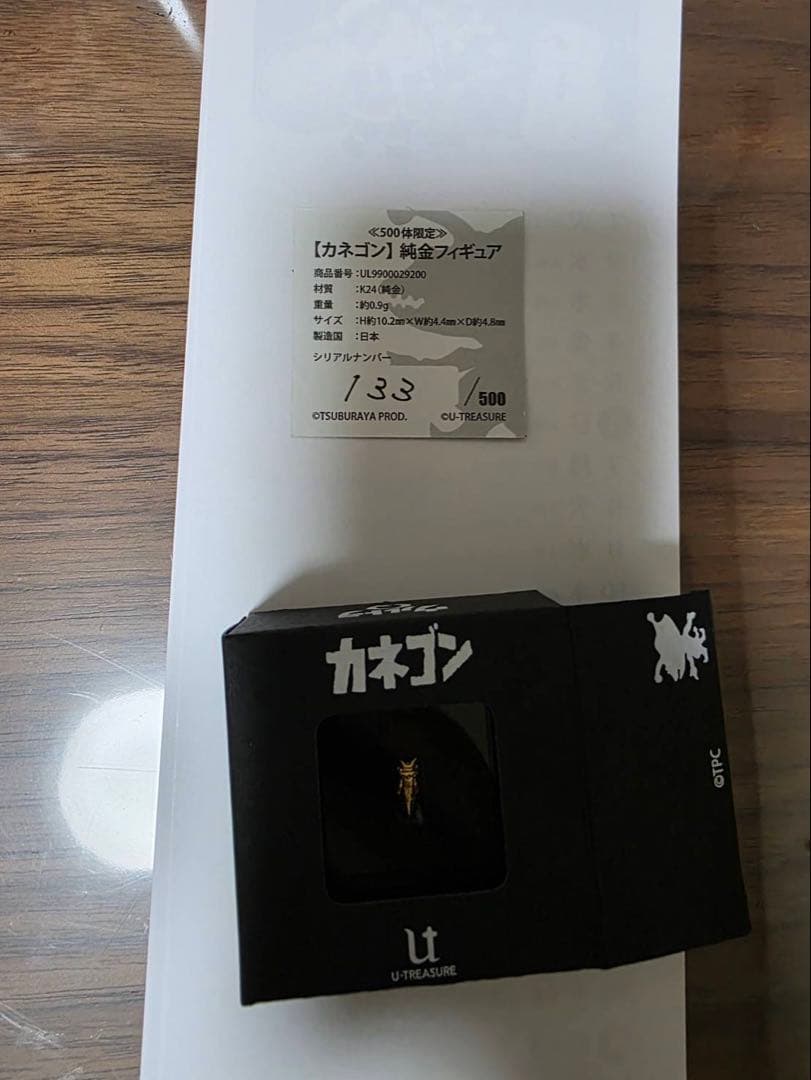 ≪500体限定≫
【カネゴン】純金フィギュア
商品番号：UL9900029200
材質　：K24(純金)
重量　：約0.9g
サイズ　：H約10.2㎜×W約4.4㎜×D約4.8㎜
製造国　：日本
シリアルナンバー
133 /500
©TSUBURAYA PROD. ©U-TREASURE
カネゴン
©TPC
ut
U-TREASURE